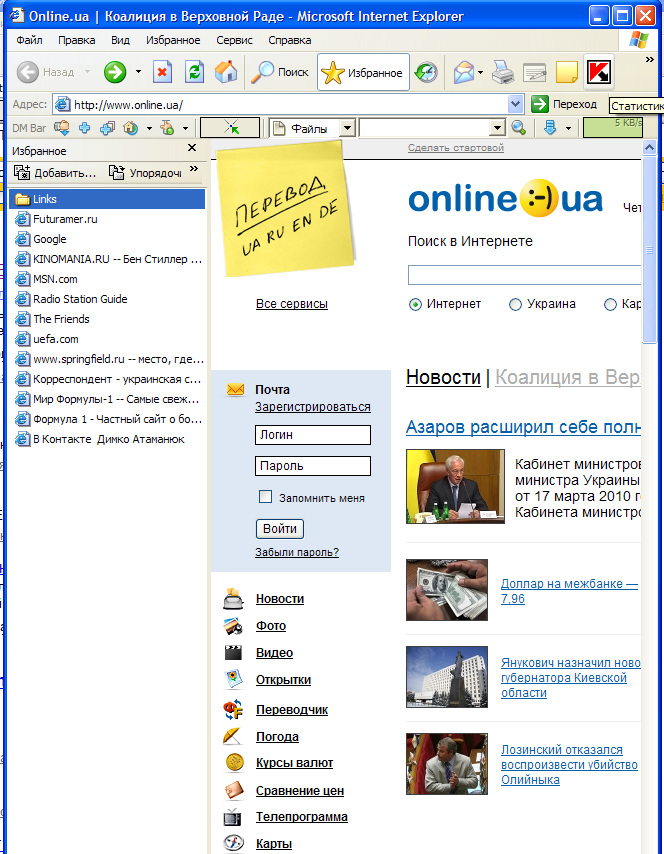 Online.ua | Коалиция в Верховной Раде - Microsoft Internet Explorer
Файл Правка Вид Избранное Сервис Справка
Назад Поиск Избранное
Адрес: http://www.online.ua/ Переход
Статистик
DM Bar Файлы 5 KB/s
Избранное
Добавить... Упорядоч
Links
Futuramer.ru
Google
KINOMANIA.RU -- Бен Стиллер ...
MSN.com
Radio Station Guide
The Friends
uefa.com
www.springfield.ru -- место, где...
Корреспондент - украинская с...
Мир Формулы-1 -- Самые свеж...
Формула 1 - Частный сайт о бо...
В Контакте Димко Атаманюк
ПЕРЕВОД
UA RU EN DE
Все сервисы
Почта
Зарегистрироваться
Логин
Пароль
Запомнить меня
Войти
Забыли пароль?
Новости
Фото
Видео
Открытки
Переводчик
Погода
Курсы валют
Сравнение цен
Телепрограмма
Карты
Сделать стартовой
online :-) ua
Чет
Поиск в Интернете
Интернет Украина Кар
Новости | Коалиция в Вер
Азаров расширил себе полн
Кабинет министров
министра Украины
от 17 марта 2010 г
Кабинета министро
Доллар на межбанке —
7,96
Янукович назначил ново
губернатора Киевской
области
Лозинский отказался
воспроизвести убийство
Олийныка